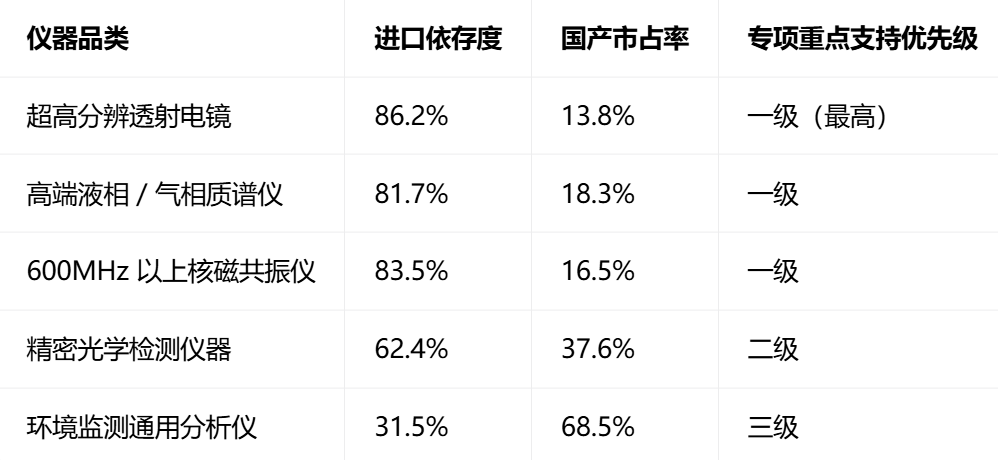 仪器品类 进口依存度 国产市占率 专项重点支持优先级
超高分辨透射电镜 86.2% 13.8% 一级（最高）
高端液相 / 气相质谱仪 81.7% 18.3% 一级
600MHz 以上核磁共振仪 83.5% 16.5% 一级
精密光学检测仪器 62.4% 37.6% 二级
环境监测通用分析仪 31.5% 68.5% 三级